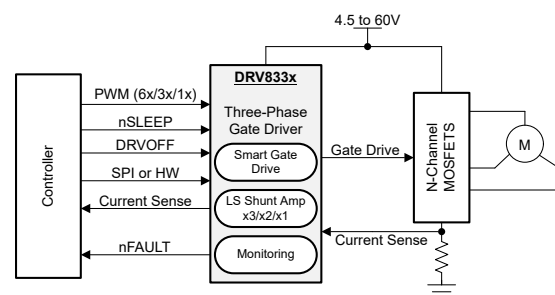 4.5 to 60V
DRV833x
Three-Phase
Gate Driver
PWM (6x/3x/1x)
nSLEEP
DRVOFF
SPI or HW
Current Sense
nFAULT
Controller
Smart Gate
Drive
LS Shunt Amp
x3/x2/x1
Monitoring
Gate Drive
Current Sense
N-Channel
MOSFETS
M